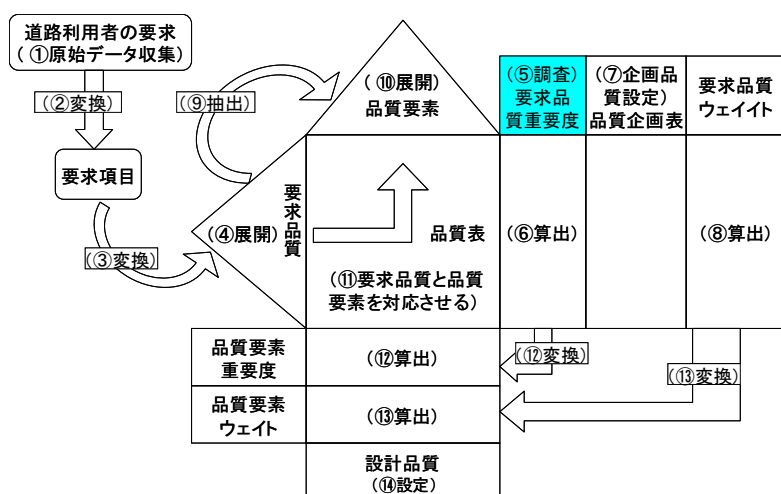 道路利用者の要求
(①原始データ収集)
(②変換)
要求項目
(③変換)
(④展開)
要求品質
(⑨抽出)
(⑩展開)
品質要素
(⑤調査)
要求品
質重要度
(⑦企画品
質設定)
品質企画表
要求品質
ウェイイト
品質表
(⑪要求品質と品質
要素を対応させる)
(⑥算出)
(⑧算出)
品質要素
重要度
(⑫算出)
(⑫変換)
(⑬変換)
品質要素
ウェイト
(⑬算出)
設計品質
(⑭設定)